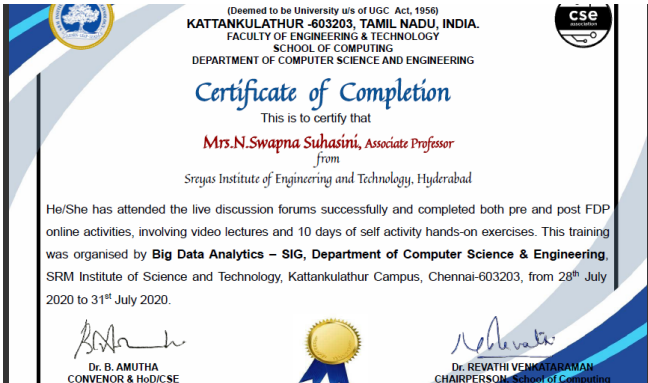 (Deemed to be University u/s of UGC Act, 1956)
KATTANKULATHUR -603203, TAMIL NADU, INDIA.
FACULTY OF ENGINEERING & TECHNOLOGY
SCHOOL OF COMPUTING
DEPARTMENT OF COMPUTER SCIENCE AND ENGINEERING
cse
association
Certificate of Completion
This is to certify that
Mrs.N.Swapna Suhasini, Associate Professor
from
Sreyas Institute of Engineering and Technology, Hyderabad
He/She has attended the live discussion forums successfully and completed both pre and post FDP
online activities, involving video lectures and 10 days of self activity hands-on exercises. This training
was organised by Big Data Analytics – SIG, Department of Computer Science & Engineering,
SRM Institute of Science and Technology, Kattankulathur Campus, Chennai-603203, from 28th July
2020 to 31st July 2020.
Dr. B. AMUTHA
CONVENOR & HoD/CSE
Dr. REVATHI VENKATARAMAN
CHAIRPERSON, School of Computing